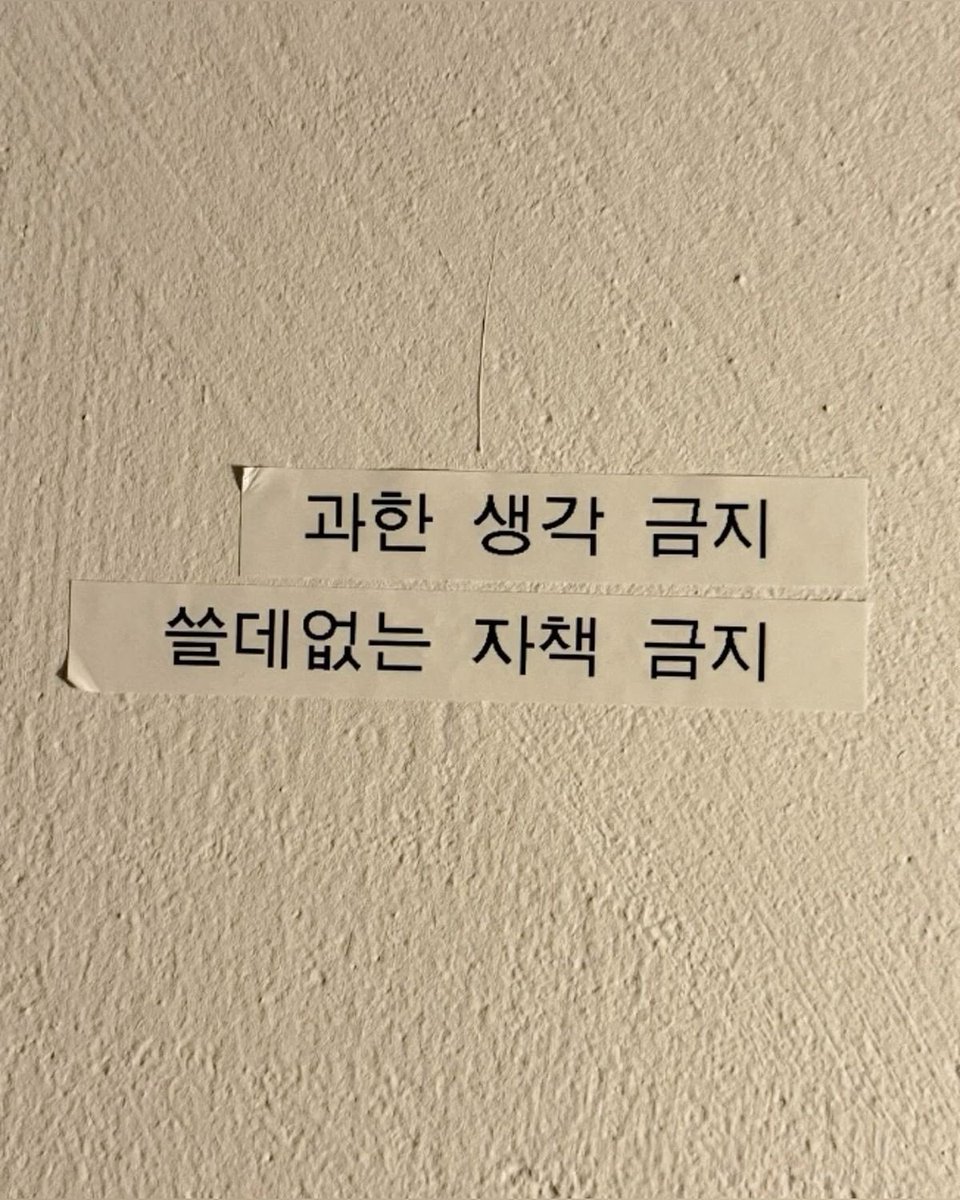 과한 생각 금지
쓸데없는 자책 금지